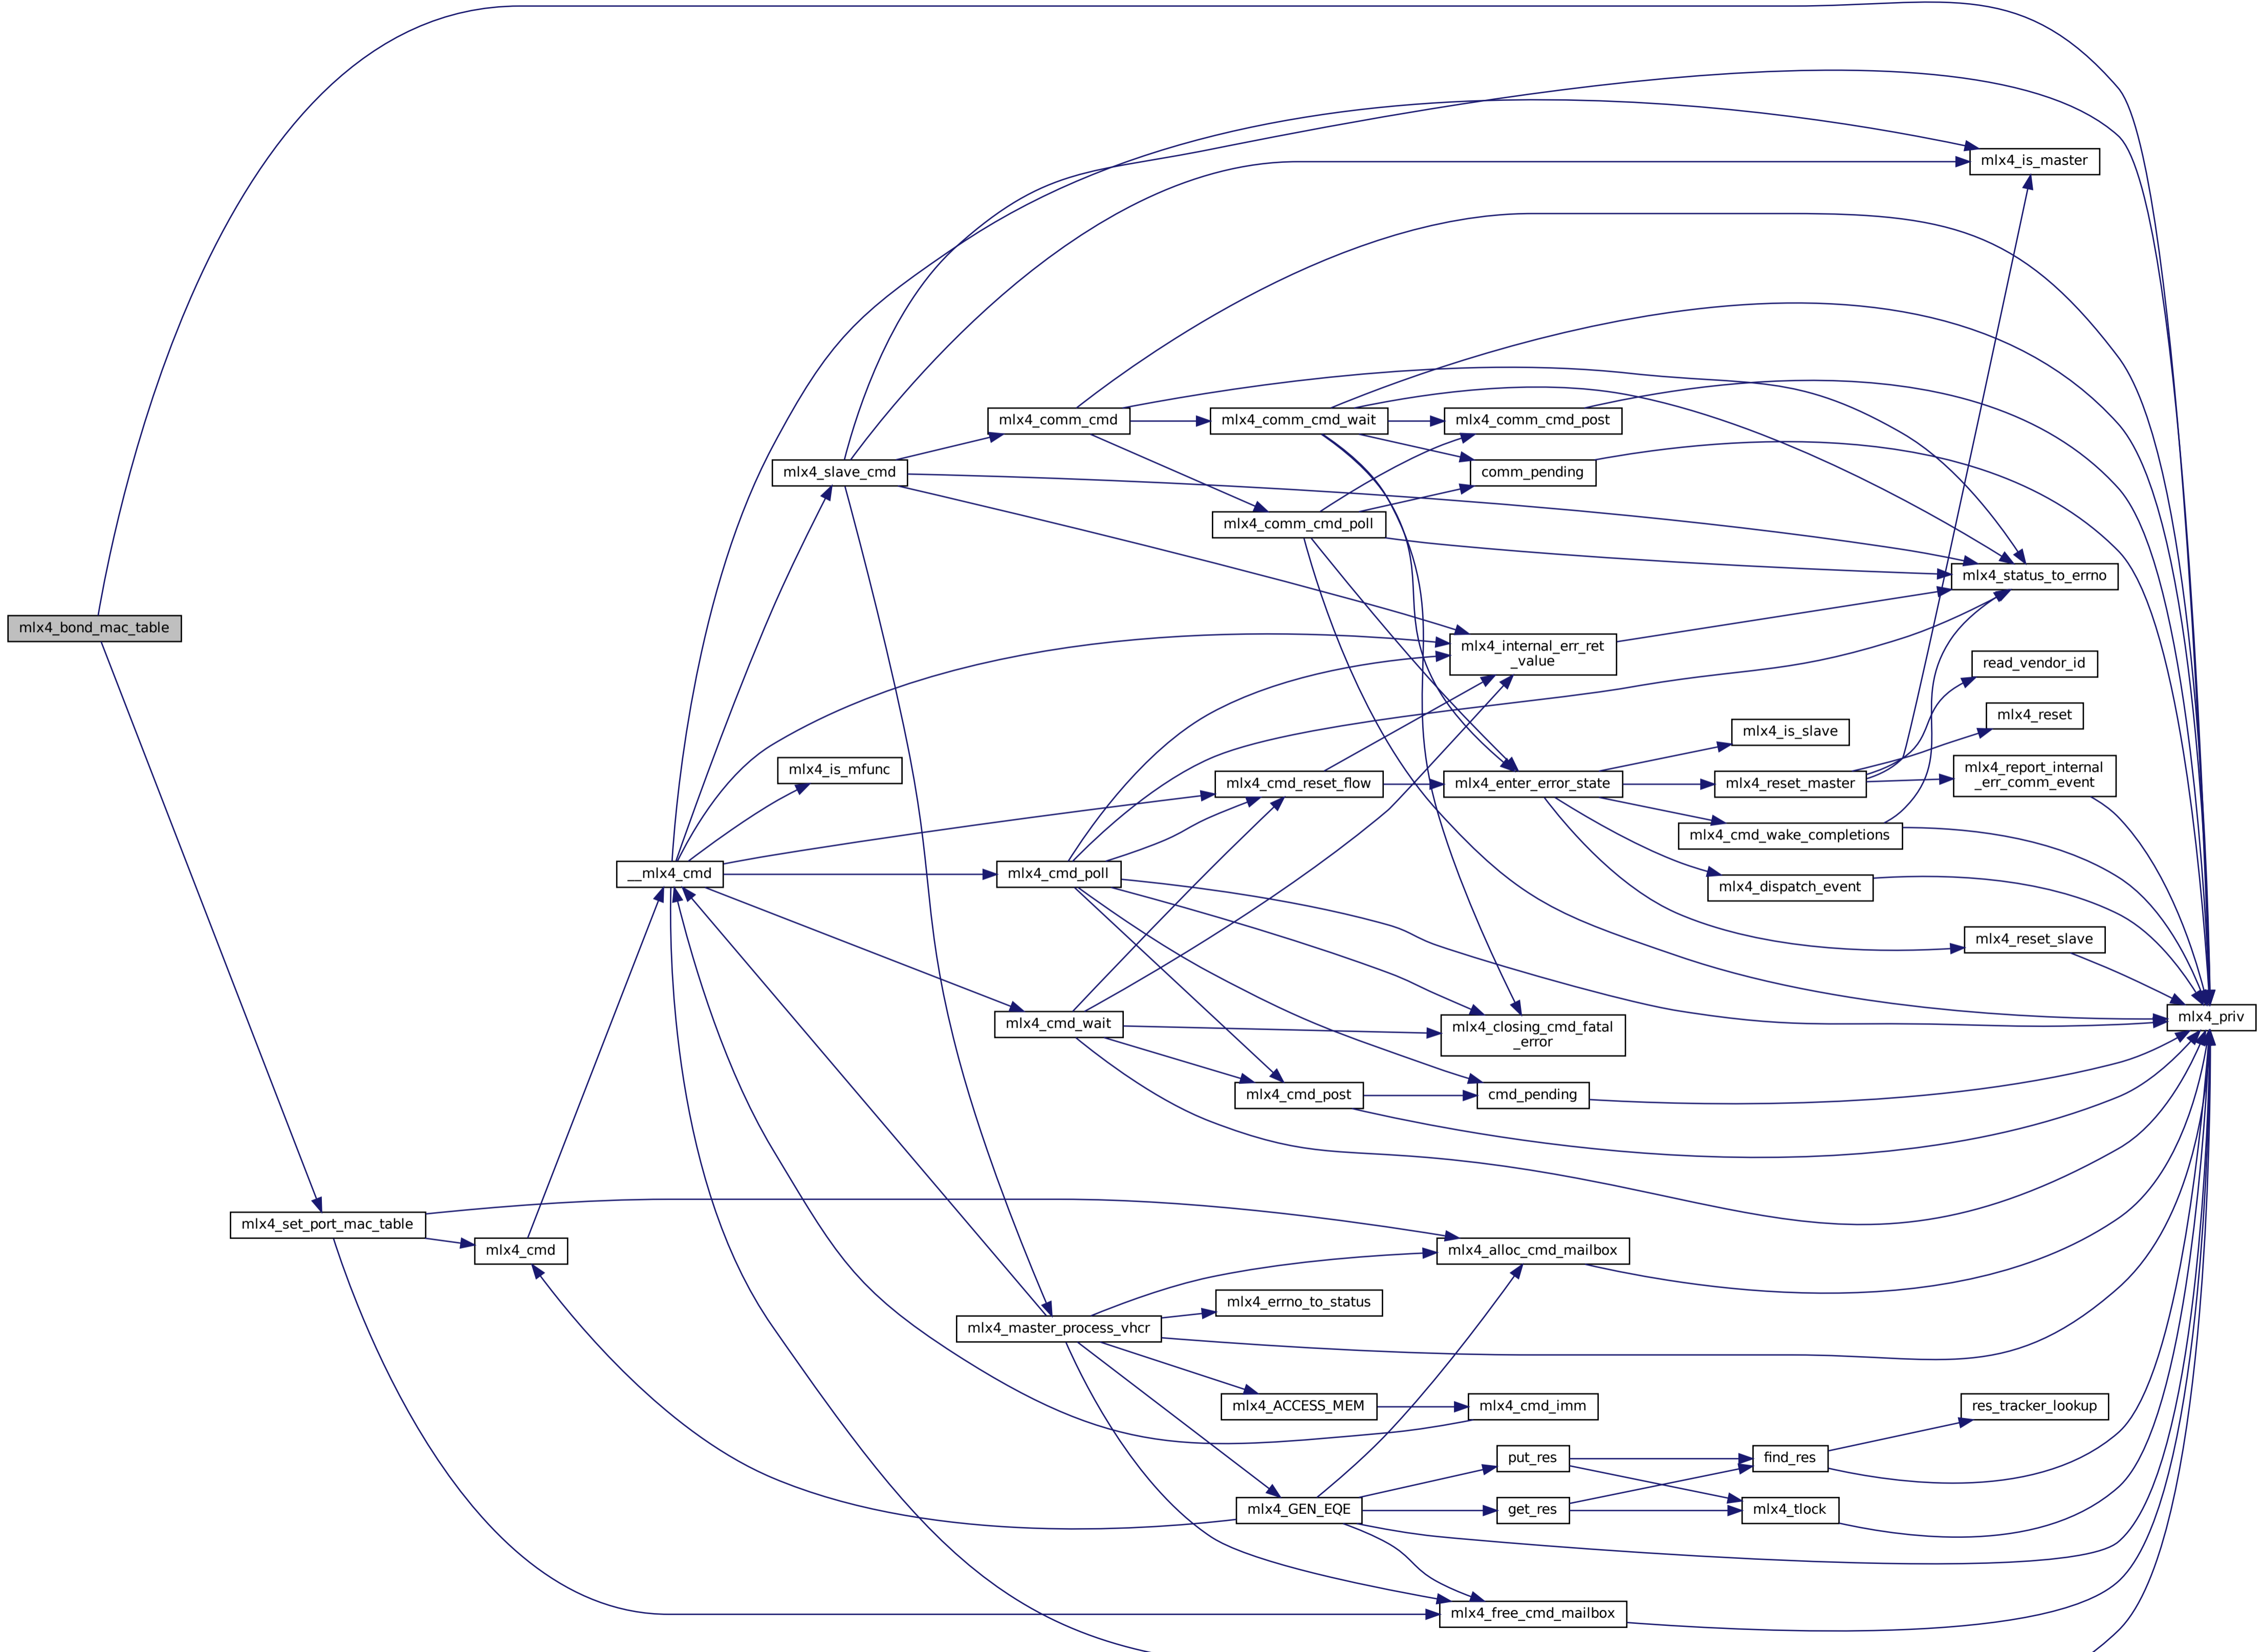 mlx4_is_master
mlx4_comm_cmd
mlx4_comm_cmd_wait
mlx4_comm_cmd_post
mlx4_slave_cmd
comm_pending
mlx4_comm_cmd_poll
mlx4_status_to_errno
mlx4_bond_mac_table
mlx4_internal_err_ret
_value
read_vendor_id
mlx4_reset
mlx4_is_slave
mlx4_is_mfunc
mlx4_cmd_reset_flow
mlx4_enter_error_state
mlx4_reset_master
mlx4_report_internal
_err_comm_event
mlx4_cmd_wake_completions
__mlx4_cmd
mlx4_cmd_poll
mlx4_dispatch_event
mlx4_reset_slave
mlx4_cmd_wait
mlx4_closing_cmd_fatal
_error
mlx4_priv
mlx4_cmd_post
cmd_pending
mlx4_set_port_mac_table
mlx4_cmd
mlx4_alloc_cmd_mailbox
mlx4_errno_to_status
mlx4_master_process_vhcr
mlx4_ACCESS_MEM
mlx4_cmd_imm
res_tracker_lookup
put_res
find_res
mlx4_GEN_EQE
get_res
mlx4_tlock
mlx4_free_cmd_mailbox